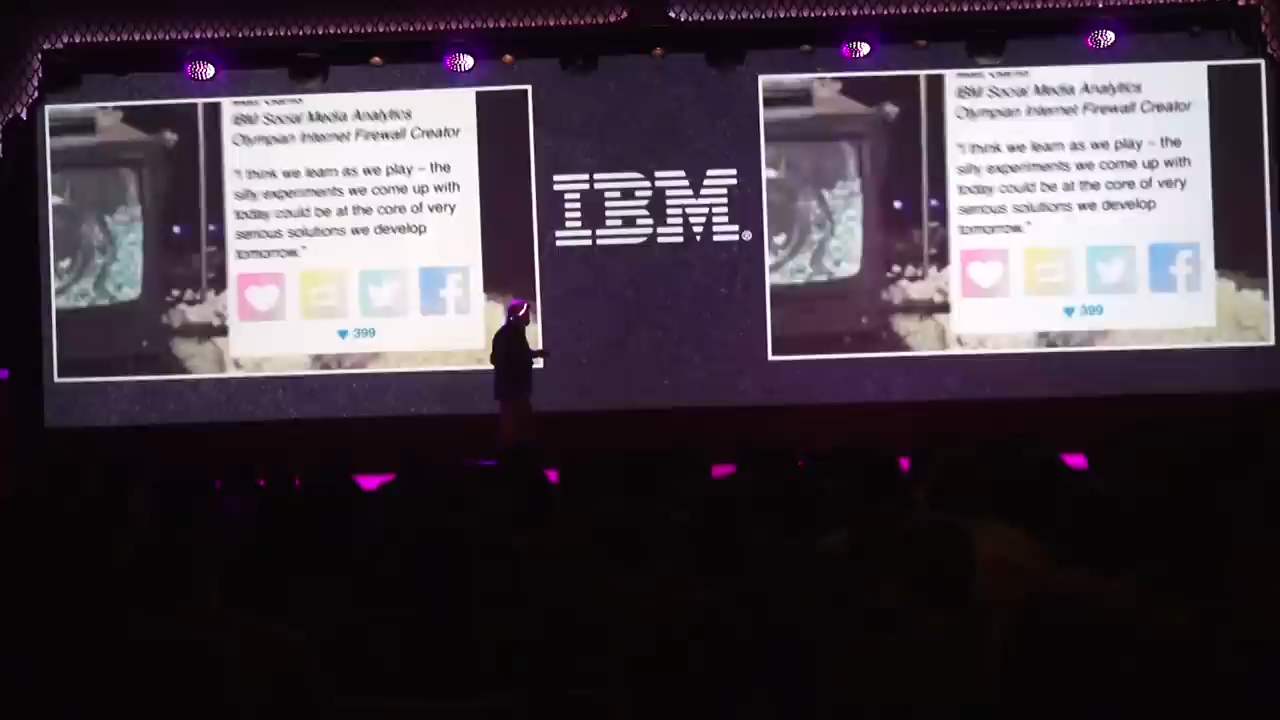 IBM Social Media Analytics
Olympian Internet Firewall Creator
"I think we learn as we play – the
silly experiments we come up with
today could be at the core of very
serious solutions we develop
tomorrow."
399
IBM®
IBM Social Media Analytics
Olympian Internet Firewall Creator
"I think we learn as we play – the
silly experiments we come up with
today could be at the core of very
serious solutions we develop
tomorrow."
399